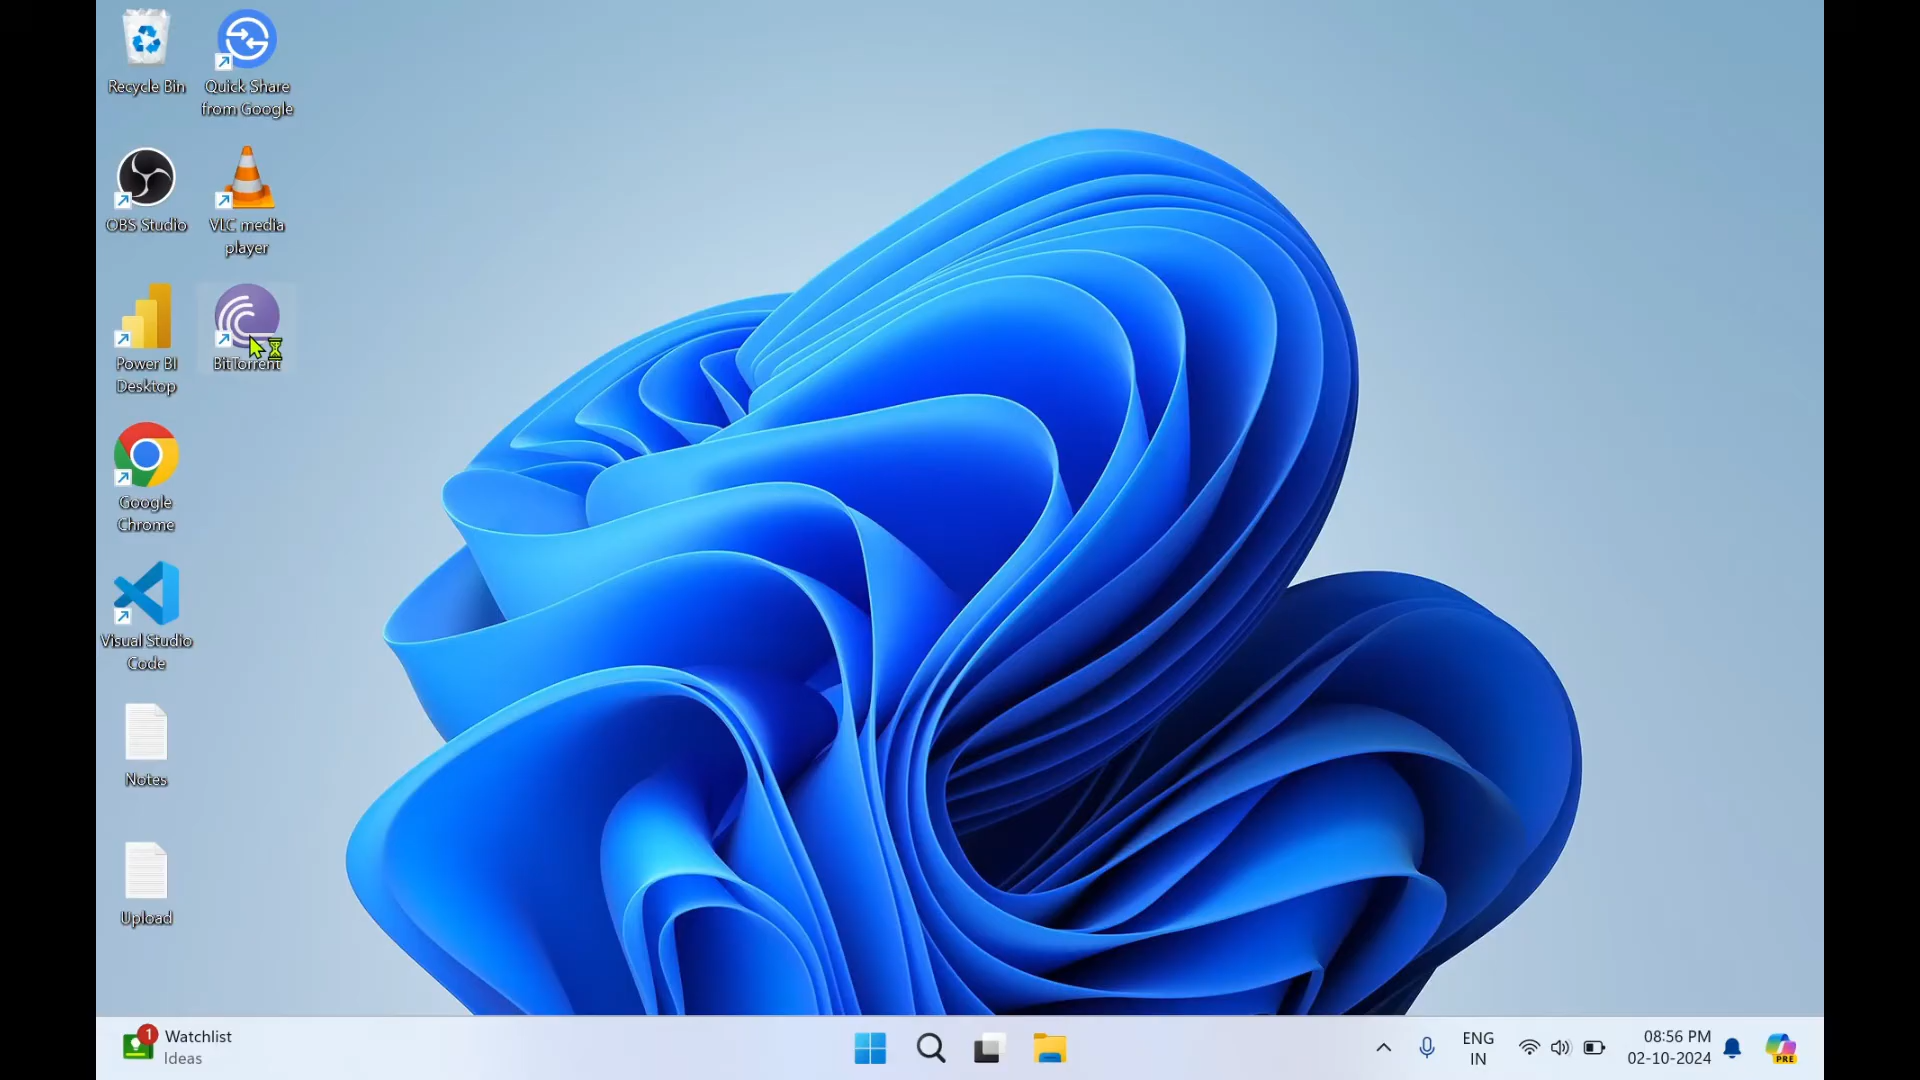 Recycle Bin
Quick Share
from Google
OBS Studio
VLC media
player
Power BI
Desktop
BitTorrent
Google
Chrome
Visual Studio
Code
Notes
Upload
1
Watchlist
Ideas
ENG
IN
08:56 PM
02-10-2024
PRE